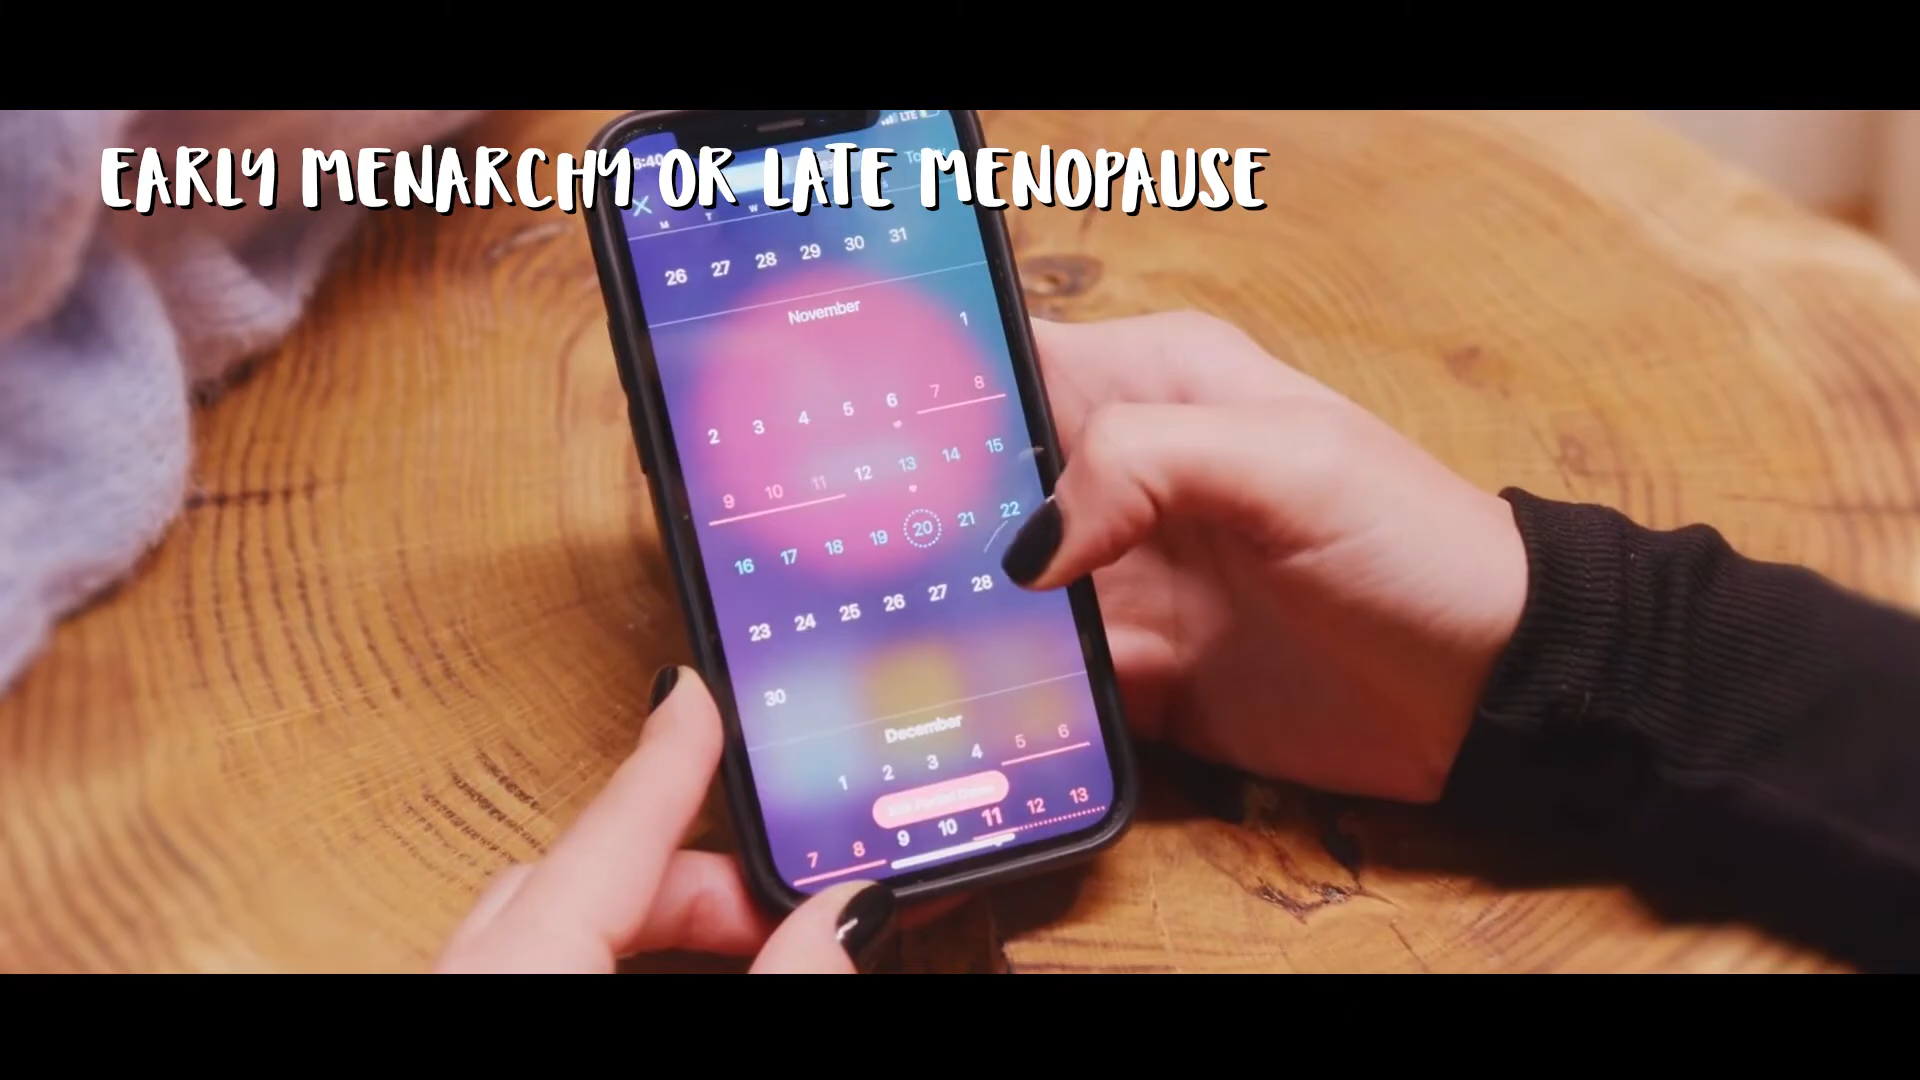 EARLY MENARCHY OR LATE MENOPAUSE
LTE
M T W
26 27 28 29 30 31
November
1
2 3 4 5 6 7 8
9 10 11 12 13 14 15
16 17 18 19 20 21 22
23 24 25 26 27 28
30
December
1 2 3 4 5 6
7 8 9 10 11 12 13